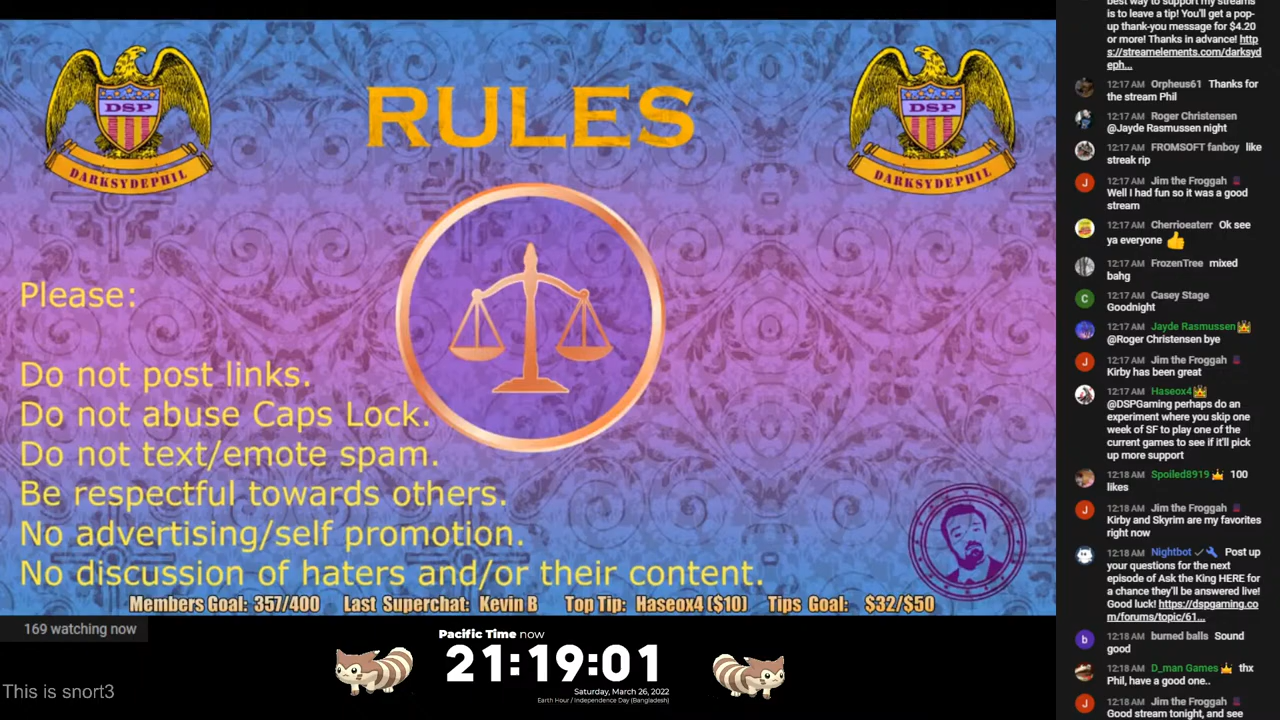 DSP
DARKSYDEPHIL
RULES
DSP
DARKSYDEPHIL
Please:
Do not post links.
Do not abuse Caps Lock.
Do not text/emote spam.
Be respectful towards others.
No advertising/self promotion.
No discussion of haters and/or their content.
Members Goal: 357/400 Last Superchat: Kevin B Top Tip: Haseox4 ($10) Tips Goal: $32/$50
169 watching now
Pacific Time now
21:19:01
Saturday, March 26, 2022
Earth Hour / Independence Day (Bangladesh)
This is snort3
best way to support my streams
is to leave a tip! You'll get a pop-
up thank-you message for $4.20
or more! Thanks in advance! http
s://streamelements.com/darksyd
eph...
12:17 AM Orpheus61 Thanks for
the stream Phil
12:17 AM Roger Christensen
@Jayde Rasmussen night
12:17 AM FROMSOFT fanboy like
streak rip
12:17 AM Jim the Froggah
Well I had fun so it was a good
stream
12:17 AM Cherrioeaterr Ok see
ya everyone
12:17 AM FrozenTree mixed
bahg
12:17 AM Casey Stage
Goodnight
12:17 AM Jayde Rasmussen
@Roger Christensen bye
12:17 AM Jim the Froggah
Kirby has been great
12:17 AM Haseox4
@DSPGaming perhaps do an
experiment where you skip one
week of SF to play one of the
current games to see if it'll pick
up more support
12:18 AM Spoiled8919 100
likes
12:18 AM Jim the Froggah
Kirby and Skyrim are my favorites
right now
12:18 AM Nightbot Post up
your questions for the next
episode of Ask the King HERE for
a chance they'll be answered live!
Good luck! https://dspgaming.co
m/forums/topic/61...
12:18 AM burned balls Sound
good
12:18 AM D_man Games thx
Phil, have a good one..
12:18 AM Jim the Froggah
Good stream tonight, and see